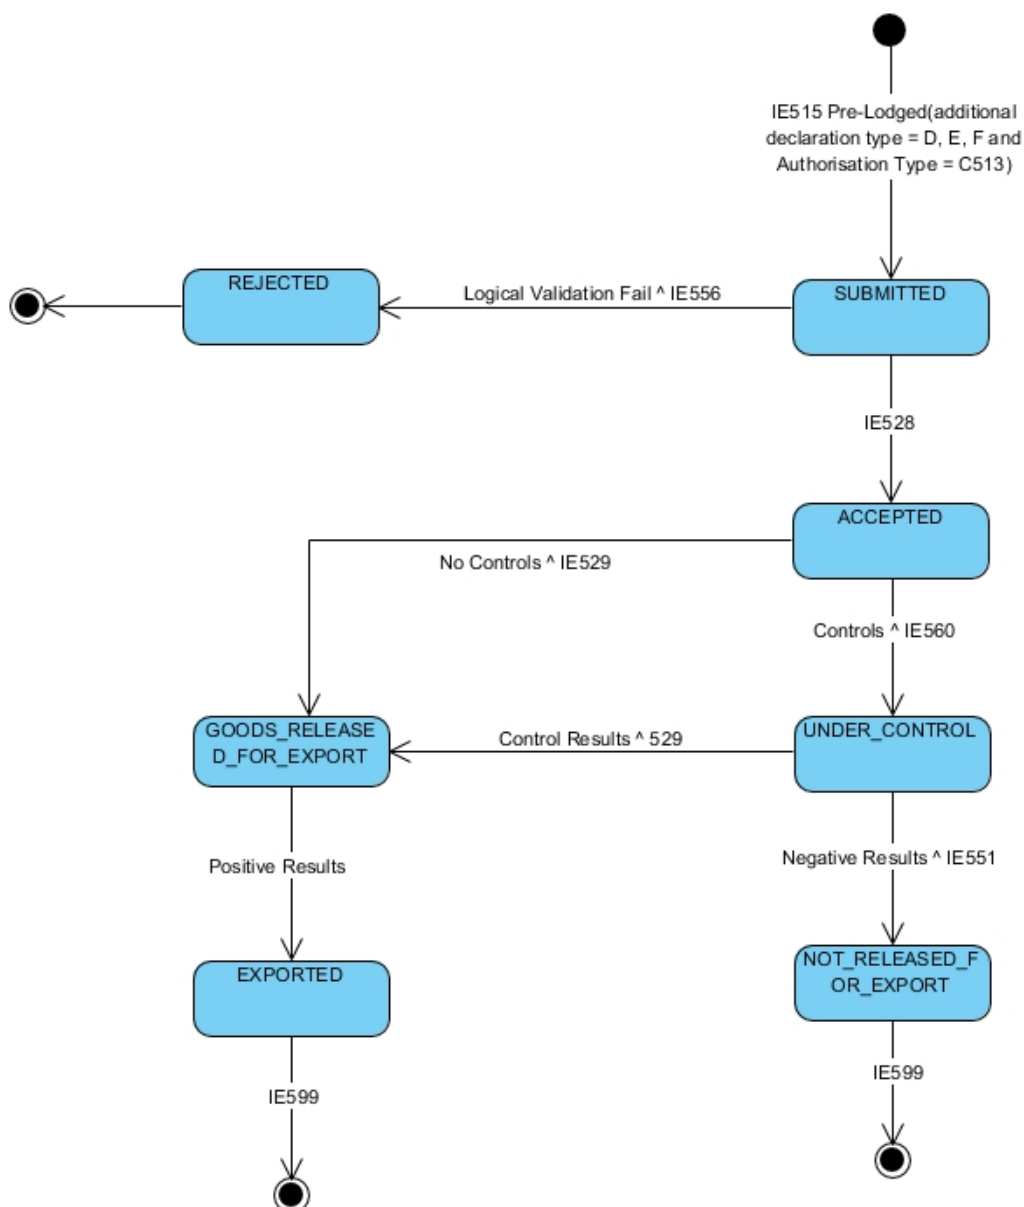 IE515 Pre-Lodged(additional
declaration type = D, E, F and
Authorisation Type = C513)
REJECTED
Logical Validation Fail ^ IE556
SUBMITTED
IE528
ACCEPTED
No Controls ^ IE529
Controls ^ IE560
GOODS_RELEASE
D_FOR_EXPORT
Control Results ^ 529
UNDER_CONTROL
Positive Results
Negative Results ^ IE551
EXPORTED
NOT_RELEASED_F
OR_EXPORT
IE599
IE599